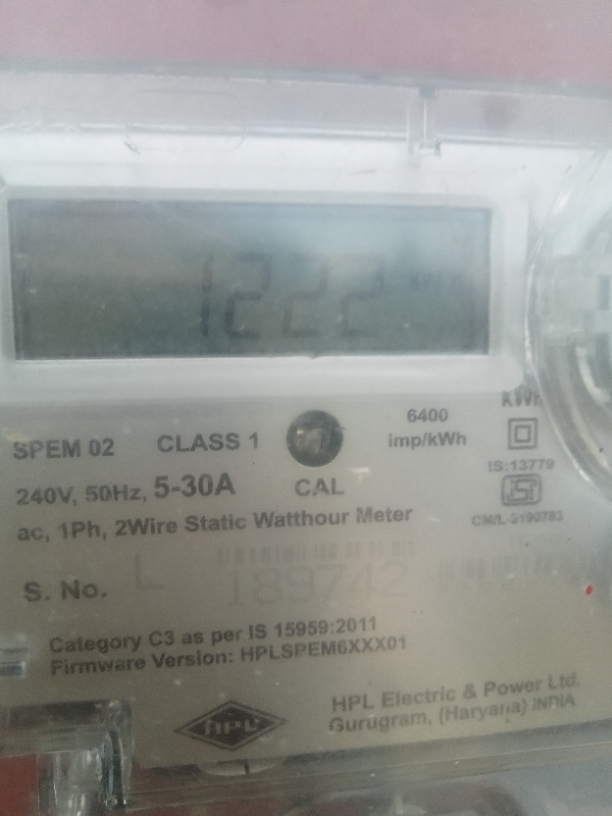 1222
kWh
SPEM 02 CLASS 1
6400
imp/kWh
240V, 50Hz, 5-30A CAL
IS:13779
ac, 1Ph, 2Wire Static Watthour Meter
CM/L-9190783
S. No. L 189742
Category C3 as per IS 15959:2011
Firmware Version: HPLSPEM6XXX01
HPL
HPL Electric & Power Ltd.
Gurugram, (Haryana) INDIA